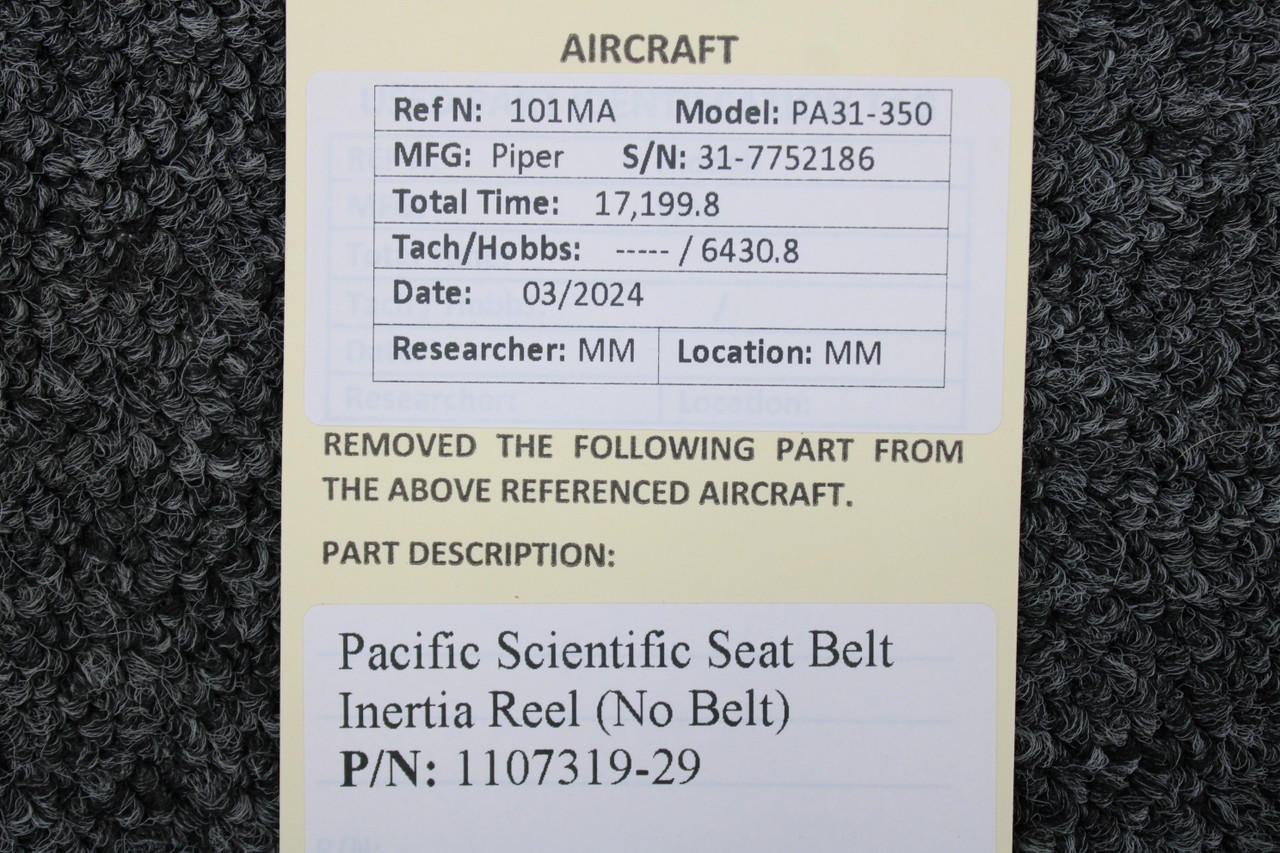 AIRCRAFT
Ref N: 101MA Model: PA31-350
MFG: Piper S/N: 31-7752186
Total Time: 17,199.8
Tach/Hobbs: ----- / 6430.8
Date: 03/2024
Researcher: MM Location: MM
REMOVED THE FOLLOWING PART FROM
THE ABOVE REFERENCED AIRCRAFT.
PART DESCRIPTION:
Pacific Scientific Seat Belt
Inertia Reel (No Belt)
P/N: 1107319-29